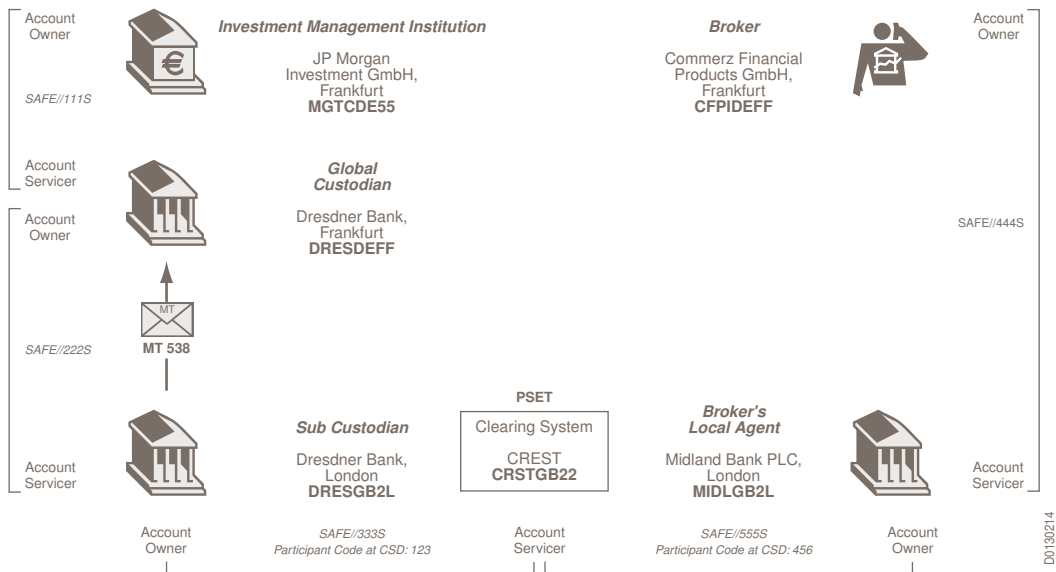 Account
Owner
Investment Management Institution
Broker
Account
Owner
JP Morgan
Investment GmbH,
Frankfurt
MGTCDE55
Commerz Financial
Products GmbH,
Frankfurt
CFPIDEFF
€
SAFE//111S
Account
Servicer
Global
Custodian
Account
Owner
Dresdner Bank,
Frankfurt
DRESDEFF
SAFE//444S
MT
SAFE//222S
MT 538
PSET
Sub Custodian
Clearing System
Broker's
Local Agent
Account
Servicer
Dresdner Bank,
London
DRESGB2L
CREST
CRSTGB22
Midland Bank PLC,
London
MIDLGB2L
Account
Servicer
Account
Owner
SAFE//333S
Participant Code at CSD: 123
Account
Servicer
SAFE//555S
Participant Code at CSD: 456
Account
Owner
D0130214